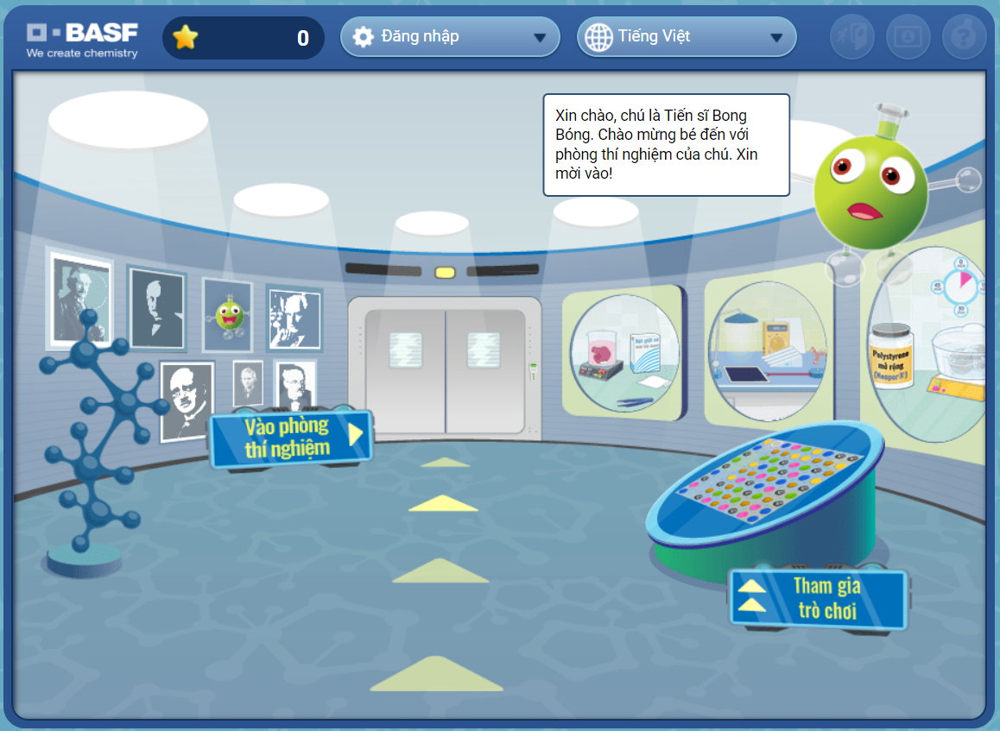 BASF
We create chemistry
0
Đăng nhập
Tiếng Việt
Xin chào, chú là Tiến sĩ Bong
Bóng. Chào mừng bé đến với
phòng thí nghiệm của chú. Xin
mời vào!
Polystyrene
mở rộng
(Neopor®)
Vào phòng
thí nghiệm
Tham gia
trò chơi